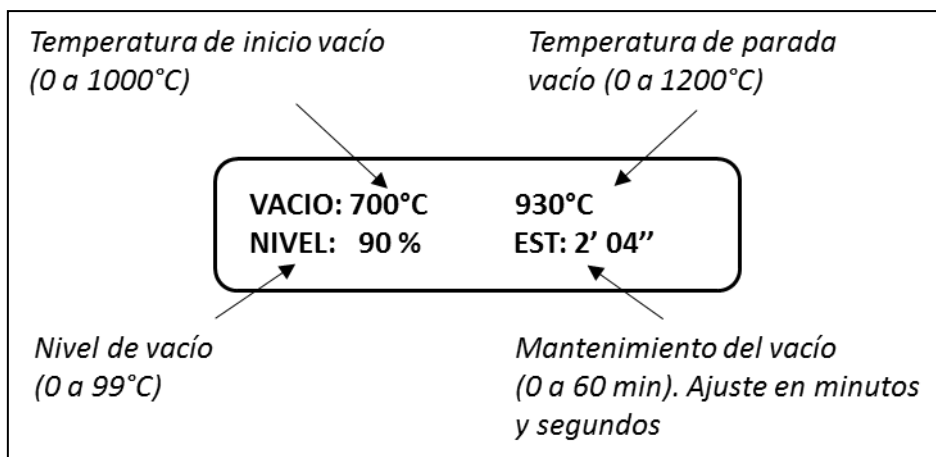 Temperatura de inicio vacío
(0 a 1000°C)
Temperatura de parada
vacío (0 a 1200°C)
VACIO: 700°C 930°C
NIVEL: 90 % EST: 2’ 04’’
Nivel de vacío
(0 a 99°C)
Mantenimiento del vacío
(0 a 60 min). Ajuste en minutos
y segundos